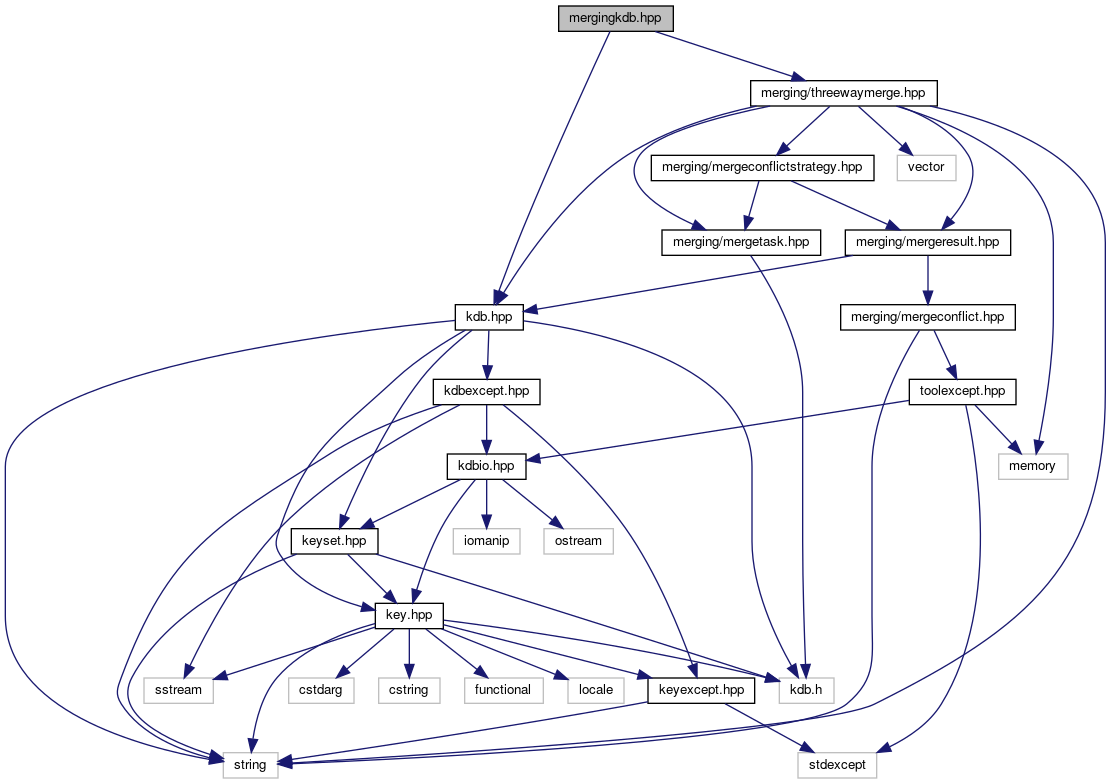 mergingkdb.hpp
merging/threewaymerge.hpp
merging/mergeconflictstrategy.hpp
vector
merging/mergetask.hpp
merging/mergeresult.hpp
kdb.hpp
merging/mergeconflict.hpp
kdbexcept.hpp
toolexcept.hpp
kdbio.hpp
memory
keyset.hpp
iomanip
ostream
key.hpp
sstream
cstdarg
cstring
functional
locale
keyexcept.hpp
kdb.h
string
stdexcept